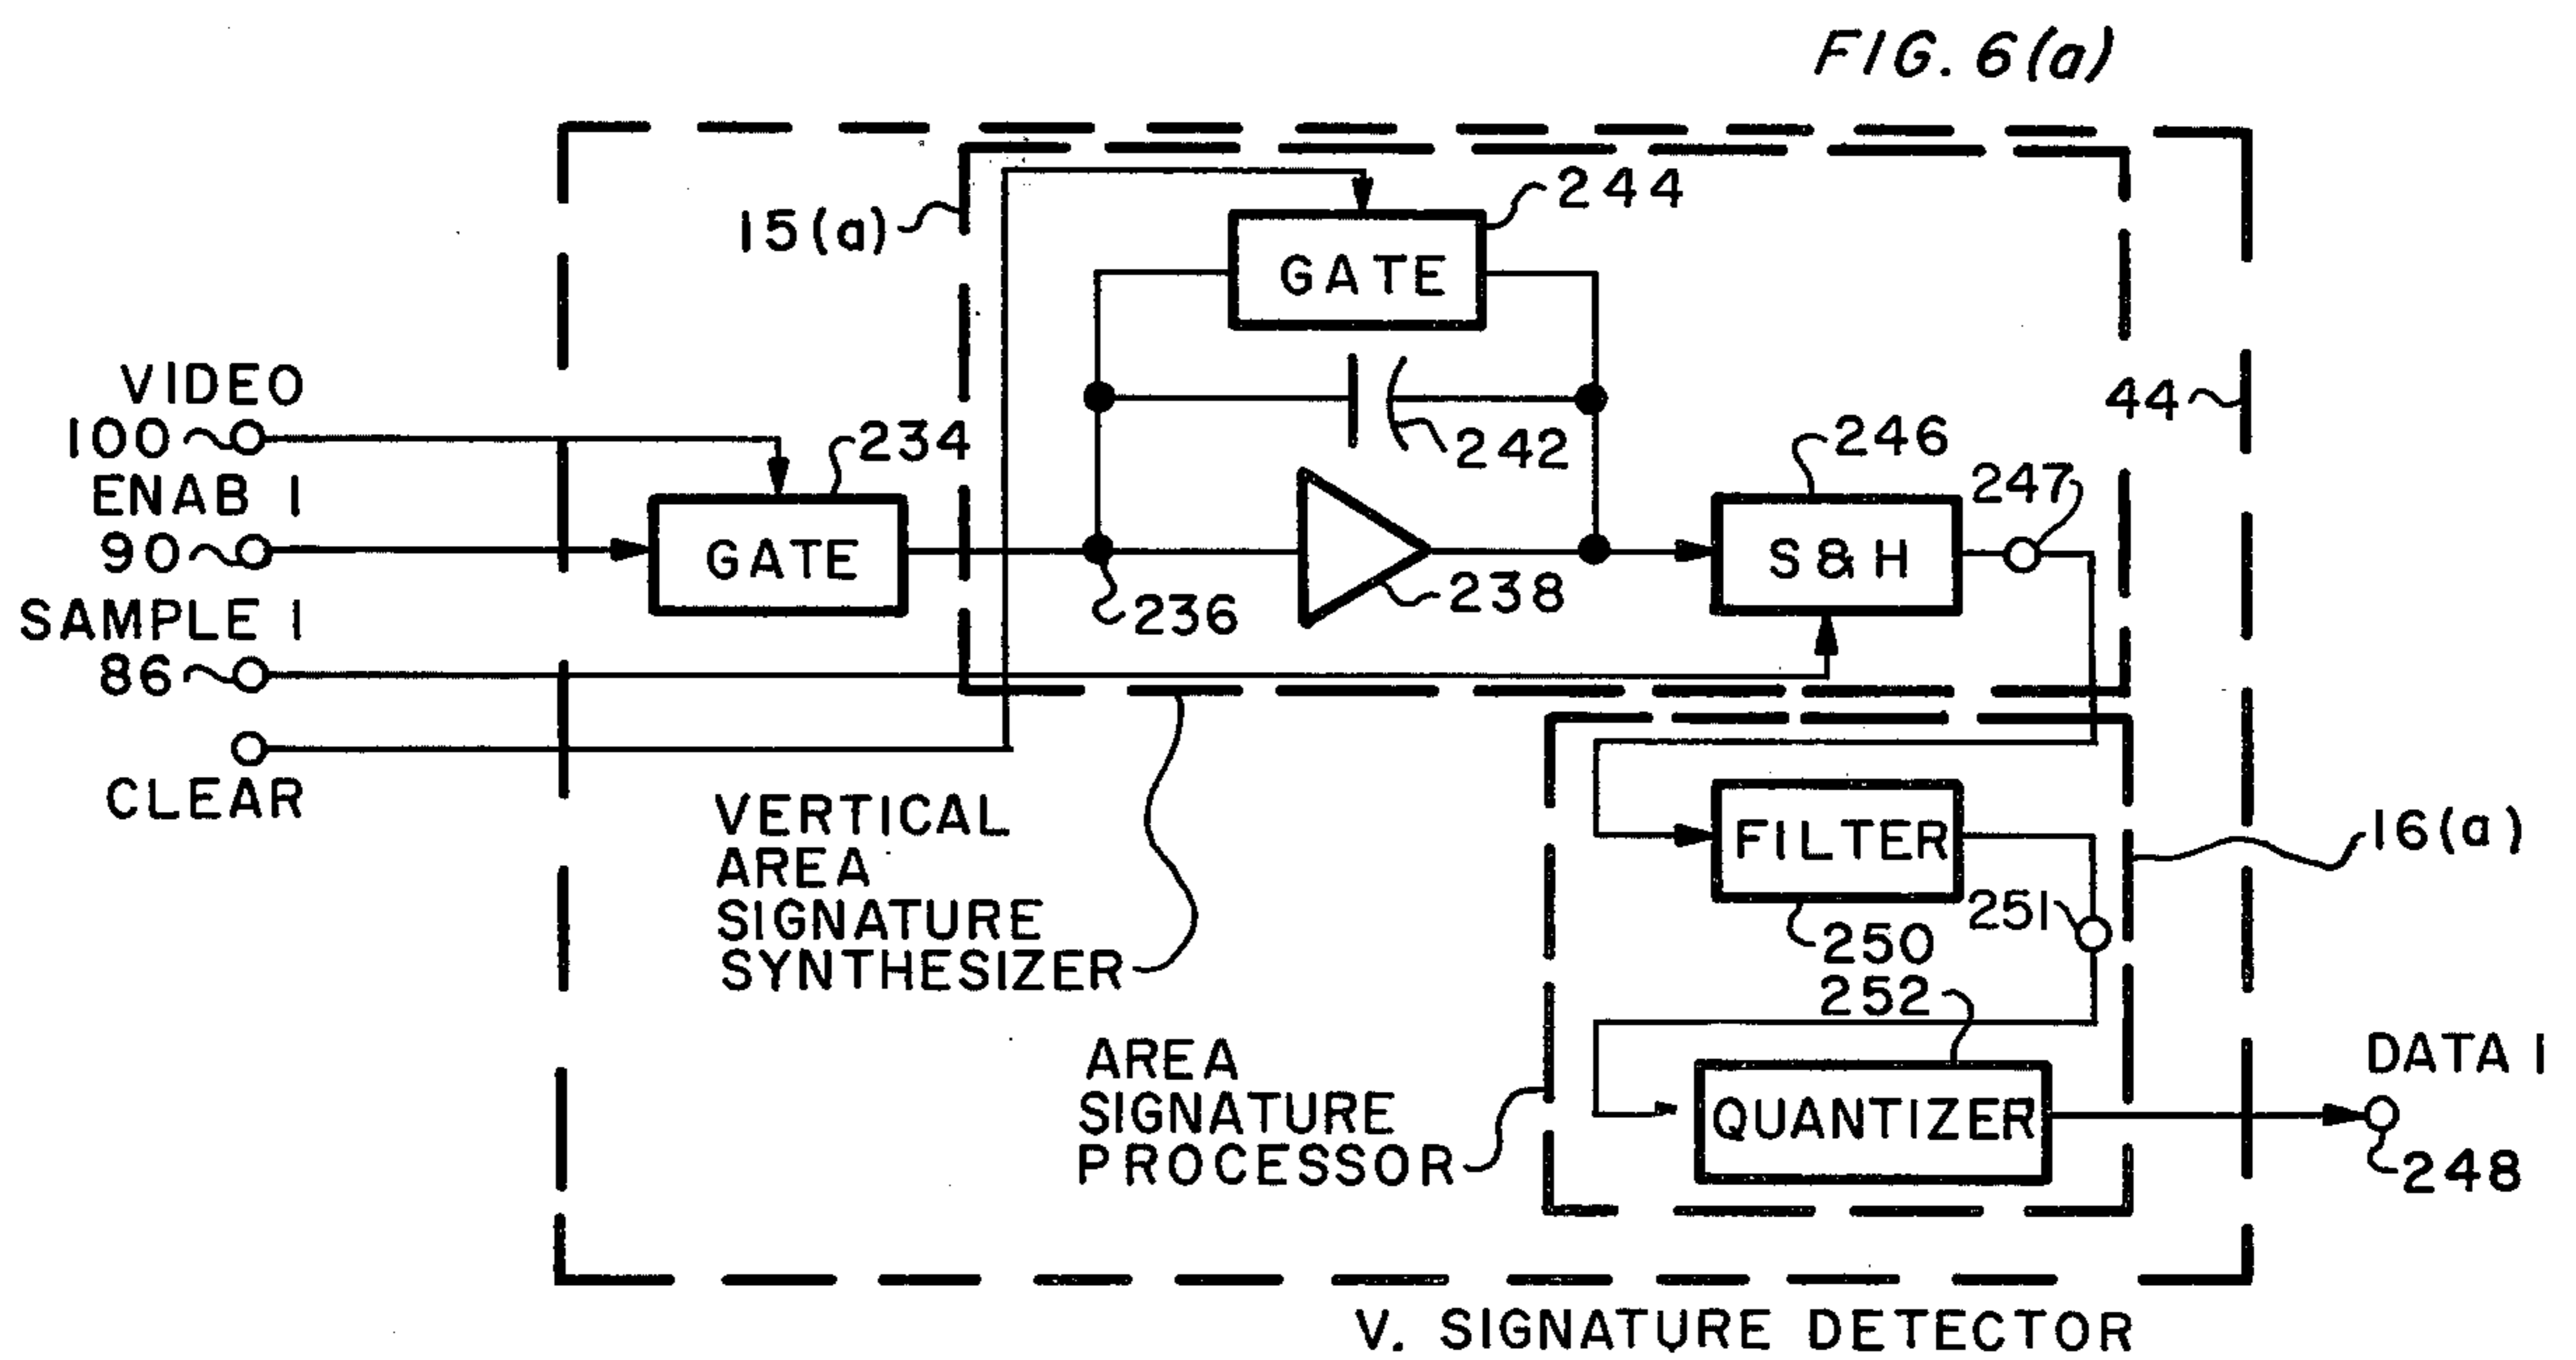 FIG. 6(a)
15(a)
244
GATE
VIDEO
100
234
242
246
44
ENAB 1
247
90
GATE
S & H
SAMPLE 1
236
238
86
CLEAR
VERTICAL
AREA
SIGNATURE
SYNTHESIZER
FILTER
16(a)
250
251
252
AREA
SIGNATURE
PROCESSOR
QUANTIZER
DATA 1
248
V. SIGNATURE DETECTOR